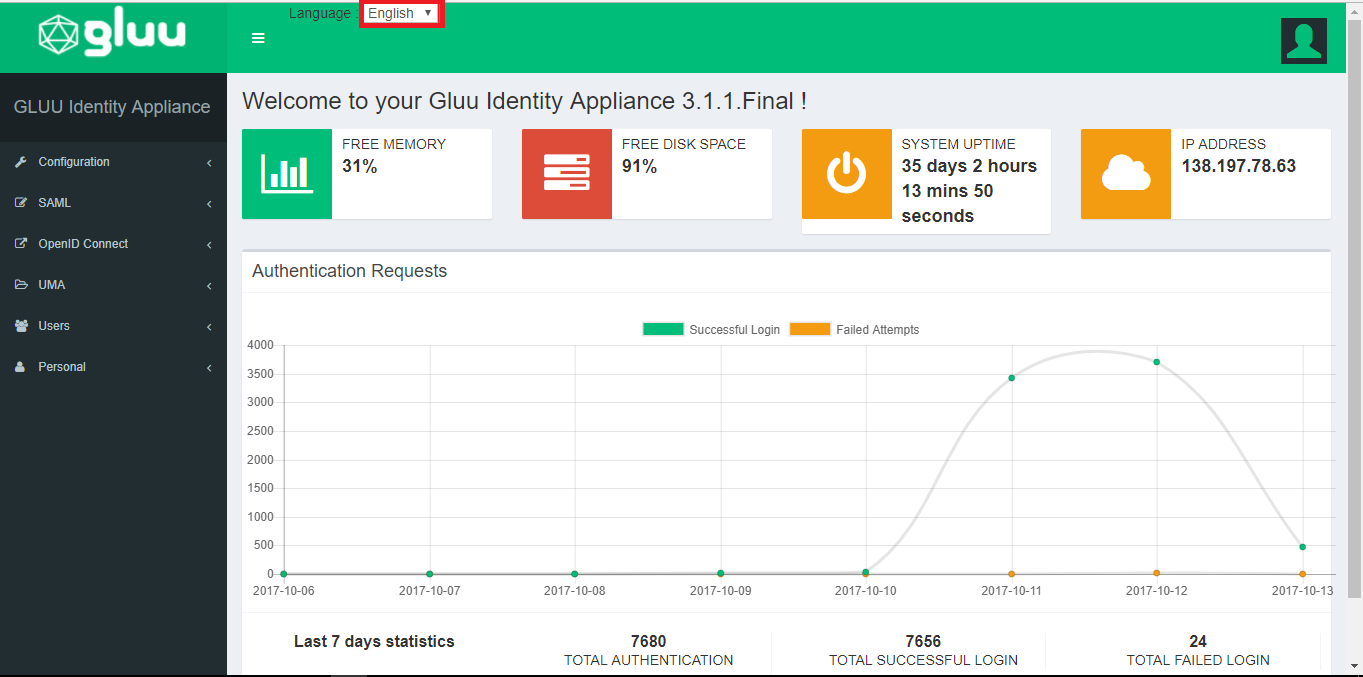 Language : English
gluu
GLUU Identity Appliance
Configuration
SAML
OpenID Connect
UMA
Users
Personal
Welcome to your Gluu Identity Appliance 3.1.1.Final !
FREE MEMORY
31%
FREE DISK SPACE
91%
SYSTEM UPTIME
35 days 2 hours
13 mins 50
seconds
IP ADDRESS
138.197.78.63
Authentication Requests
Successful Login
Failed Attempts
4000
3500
3000
2500
2000
1500
1000
500
0
2017-10-06
2017-10-07
2017-10-08
2017-10-09
2017-10-10
2017-10-11
2017-10-12
2017-10-13
Last 7 days statistics
7680
TOTAL AUTHENTICATION
7656
TOTAL SUCCESSFUL LOGIN
24
TOTAL FAILED LOGIN